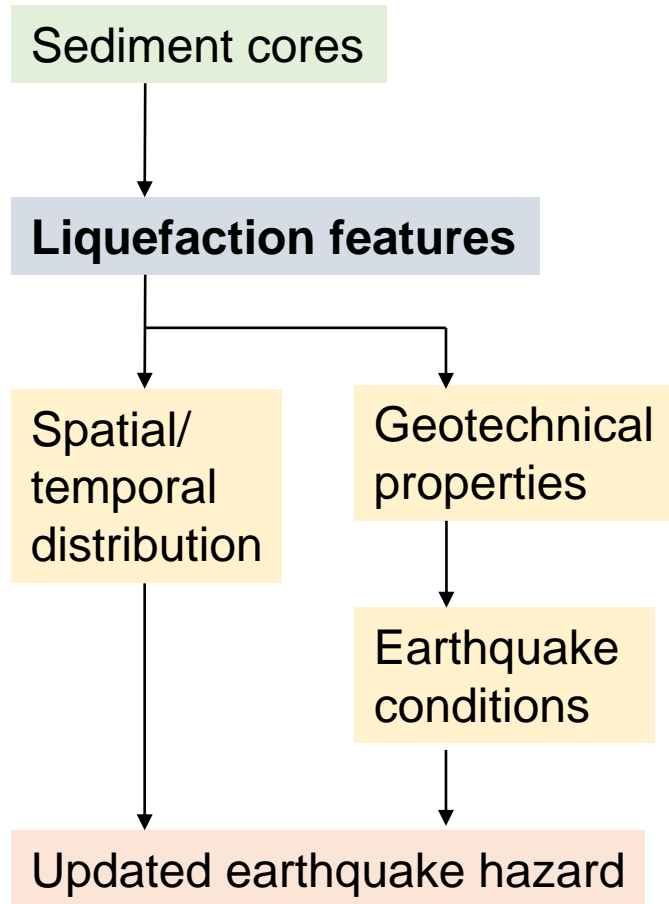 Sediment cores
Liquefaction features
Spatial/
temporal
distribution
Geotechnical
properties
Earthquake
conditions
Updated earthquake hazard